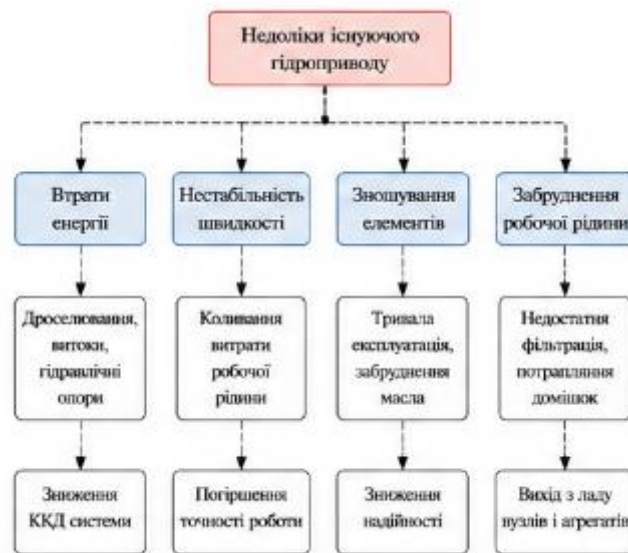 Недоліки існуючого
гідроприводу
Втрати
енергії
Нестабільність
швидкості
Зношування
елементів
Забруднення
робочої рідини
Дроселювання,
витоки,
гідравлічні
опори
Коливання
витрати
робочої
рідини
Тривала
експлуатація,
забруднення
масла
Недостатня
фільтрація,
потрапляння
домішок
Зниження
ККД системи
Погіршення
точності роботи
Зниження
надійності
Вихід з ладу
вузлів і агрегатів